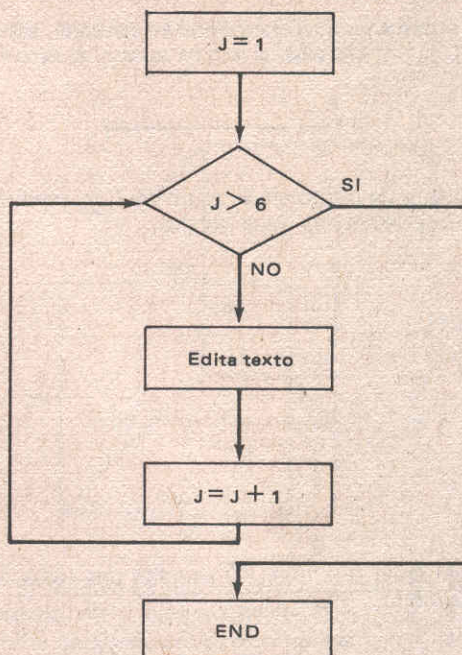 J = 1
J > 6
SI
NO
Edita texto
J = J + 1
END